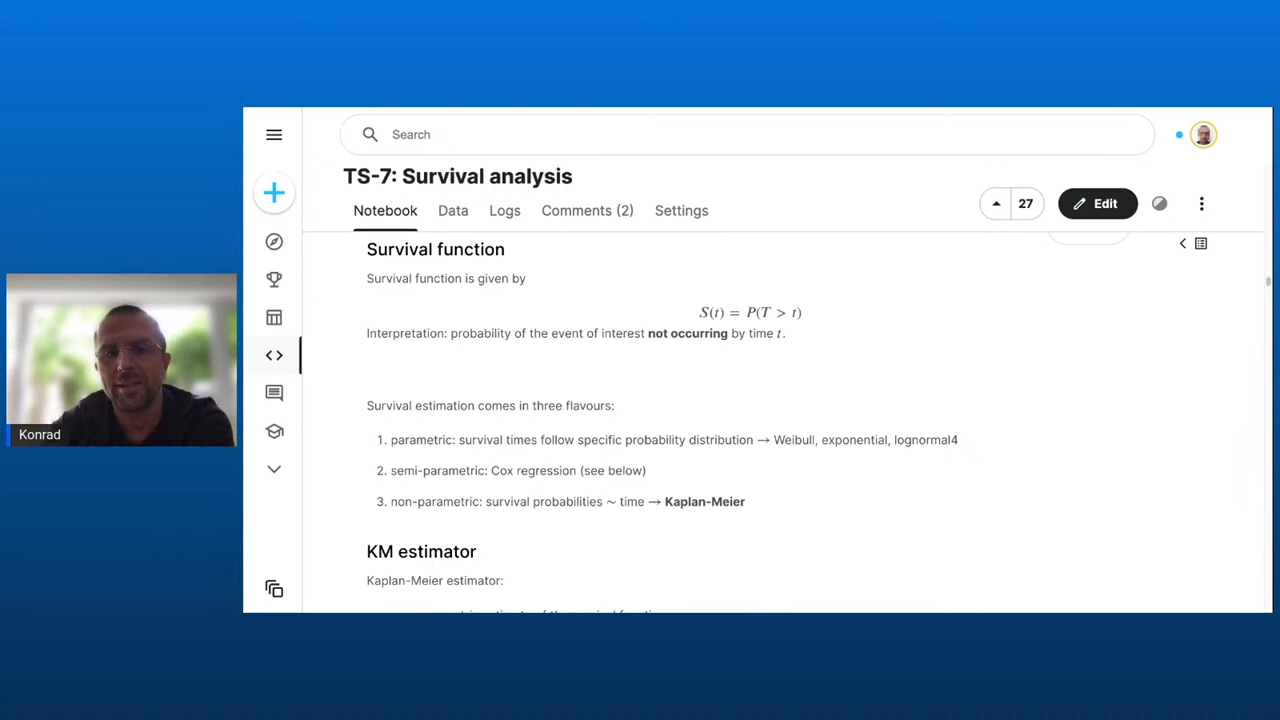 Search
TS-7: Survival analysis
Notebook Data Logs Comments (2) Settings
27
Edit
Survival function
Survival function is given by
S(t) = P(T > t)
Interpretation: probability of the event of interest not occurring by time t.
Survival estimation comes in three flavours:
1. parametric: survival times follow specific probability distribution → Weibull, exponential, lognormal4
2. semi-parametric: Cox regression (see below)
3. non-parametric: survival probabilities ~ time → Kaplan-Meier
KM estimator
Kaplan-Meier estimator:
Konrad